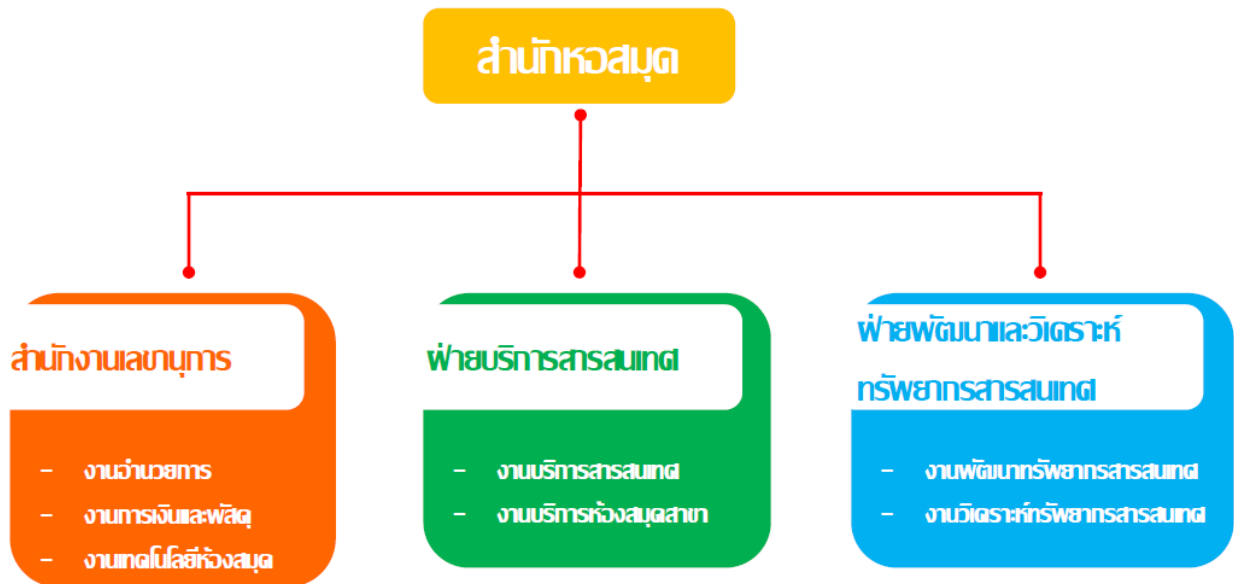 สำนักหอสมุด
สำนักงานเลขานุการ
- งานอำนวยการ
- งานการเงินและพัสดุ
- งานเทคโนโลยีห้องสมุด
ฝ่ายบริการสารสนเทศ
- งานบริการสารสนเทศ
- งานบริการห้องสมุดสาขา
ฝ่ายพัฒนาและวิเคราะห์
ทรัพยากรสารสนเทศ
- งานพัฒนาทรัพยากรสารสนเทศ
- งานวิเคราะห์ทรัพยากรสารสนเทศ